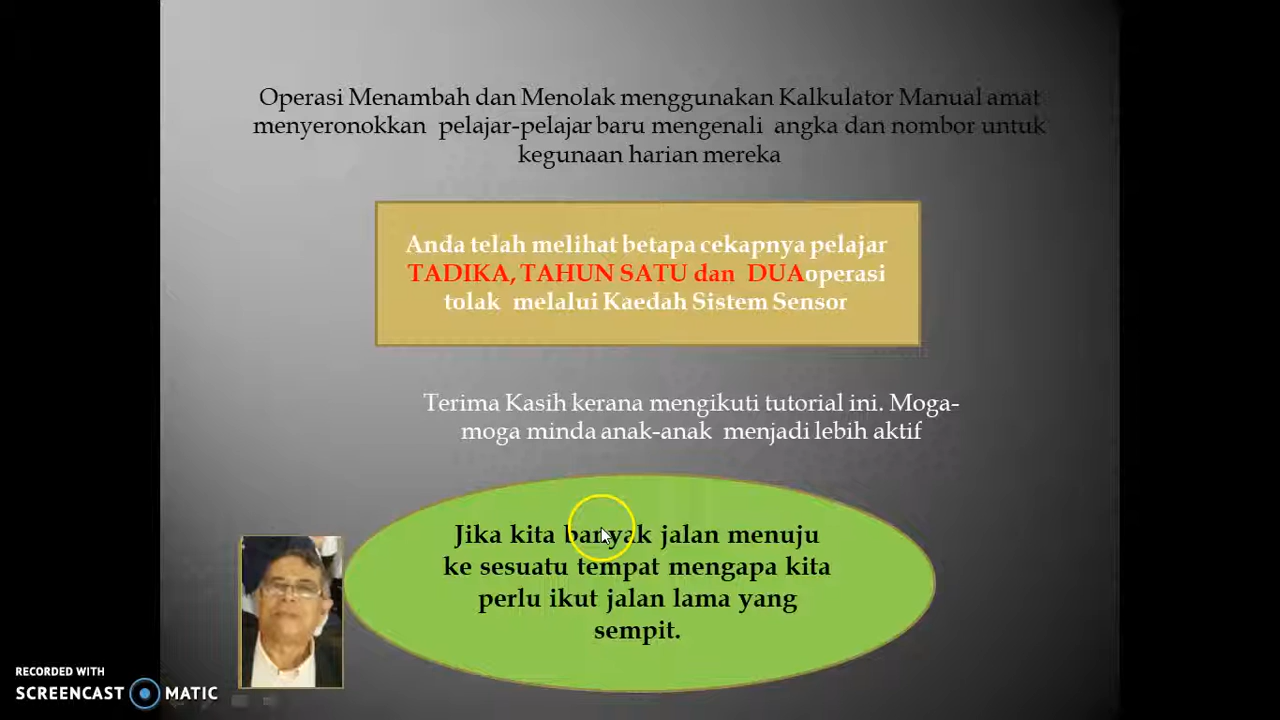 Operasi Menambah dan Menolak menggunakan Kalkulator Manual amat
menyeronokkan pelajar-pelajar baru mengenali angka dan nombor untuk
kegunaan harian mereka
Anda telah melihat betapa cekapnya pelajar
TADIKA, TAHUN SATU dan DUAoperasi
tolak melalui Kaedah Sistem Sensor
Terima Kasih kerana mengikuti tutorial ini. Moga-
moga minda anak-anak menjadi lebih aktif
Jika kita banyak jalan menuju
ke sesuatu tempat mengapa kita
perlu ikut jalan lama yang
sempit.
RECORDED WITH
SCREENCAST MATIC